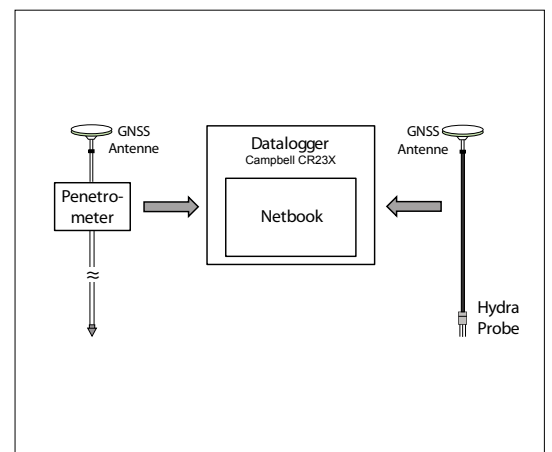 GNSS
Antenne
Penetro-
meter
≈
Datalogger
Campbell CR23X
Netbook
GNSS
Antenne
Hydra
Probe